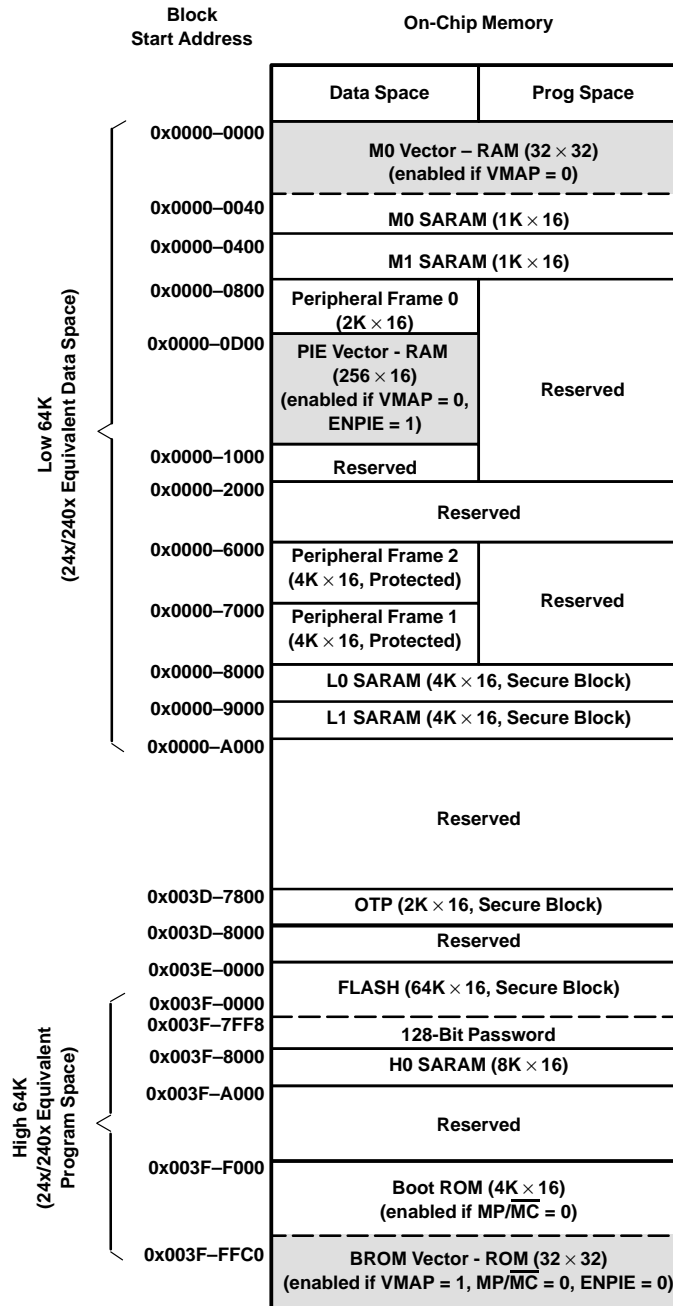 Block
Start Address
On-Chip Memory
Data Space
Prog Space
0x0000–0000
M0 Vector – RAM (32 × 32)
(enabled if VMAP = 0)
0x0000–0040
M0 SARAM (1K × 16)
0x0000–0400
M1 SARAM (1K × 16)
0x0000–0800
Peripheral Frame 0
(2K × 16)
0x0000–0D00
PIE Vector - RAM
(256 × 16)
(enabled if VMAP = 0,
ENPIE = 1)
Reserved
0x0000–1000
Reserved
0x0000–2000
Reserved
0x0000–6000
Peripheral Frame 2
(4K × 16, Protected)
Reserved
0x0000–7000
Peripheral Frame 1
(4K × 16, Protected)
0x0000–8000
L0 SARAM (4K × 16, Secure Block)
0x0000–9000
L1 SARAM (4K × 16, Secure Block)
0x0000–A000
Low 64K
(24x/240x Equivalent Data Space)
Reserved
0x003D–7800
OTP (2K × 16, Secure Block)
0x003D–8000
Reserved
0x003E–0000
FLASH (64K × 16, Secure Block)
0x003F–0000
0x003F–7FF8
128-Bit Password
0x003F–8000
H0 SARAM (8K × 16)
0x003F–A000
Reserved
0x003F–F000
Boot ROM (4K × 16)
(enabled if MP/M̅C̅ = 0)
0x003F–FFC0
BROM Vector - ROM (32 × 32)
(enabled if VMAP = 1, MP/M̅C̅ = 0, ENPIE = 0)
High 64K
(24x/240x Equivalent
Program Space)